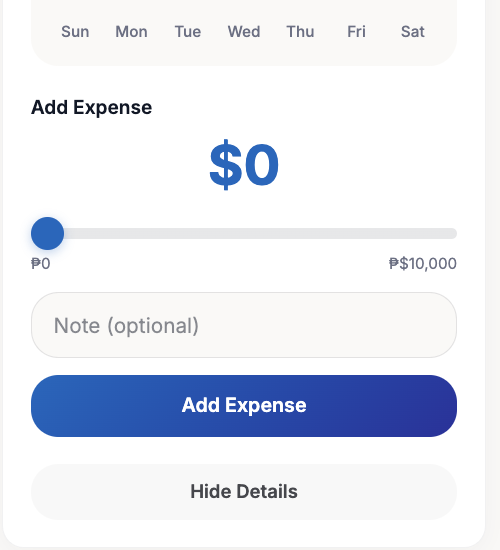 Sun Mon Tue Wed Thu Fri Sat
Add Expense
$0
₱0 ₱$10,000
Note (optional)
Add Expense
Hide Details